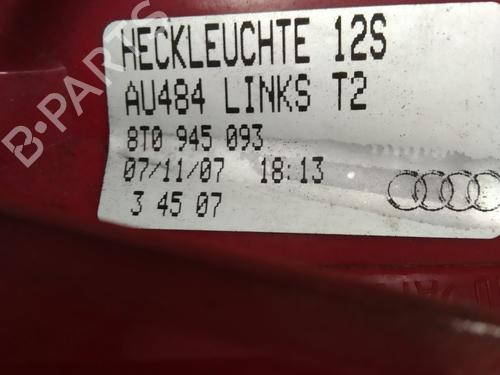 HECKLEUCHTE 12S
AU484 LINKS T2
8T0 945 093
07/11/07 18:13
3 45 07
B-PARTS